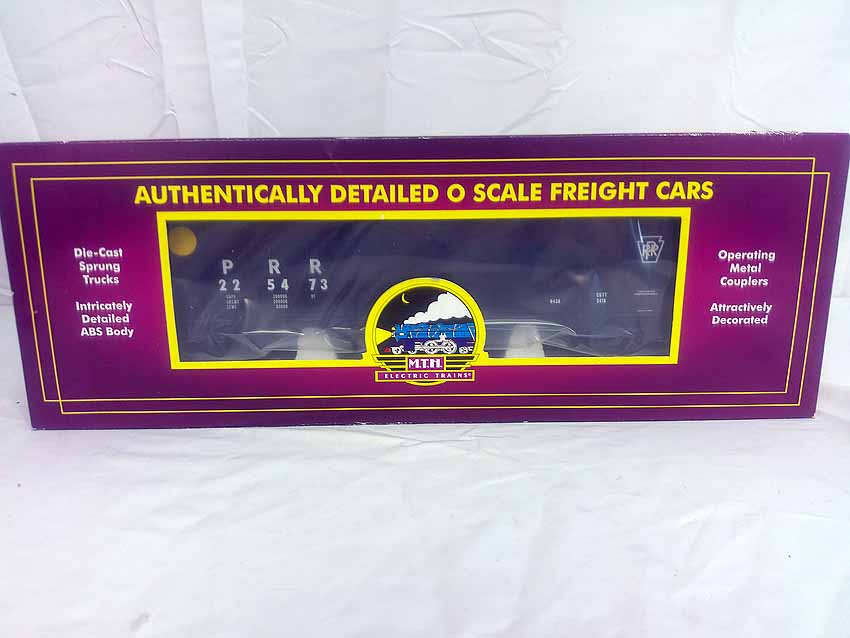 AUTHENTICALLY DETAILED O SCALE FREIGHT CARS
Die-Cast
Sprung
Trucks
Intricately
Detailed
ABS Body
P R R
22 54 73
PRR
M.T.H.
ELECTRIC TRAINS®
Operating
Metal
Couplers
Attractively
Decorated